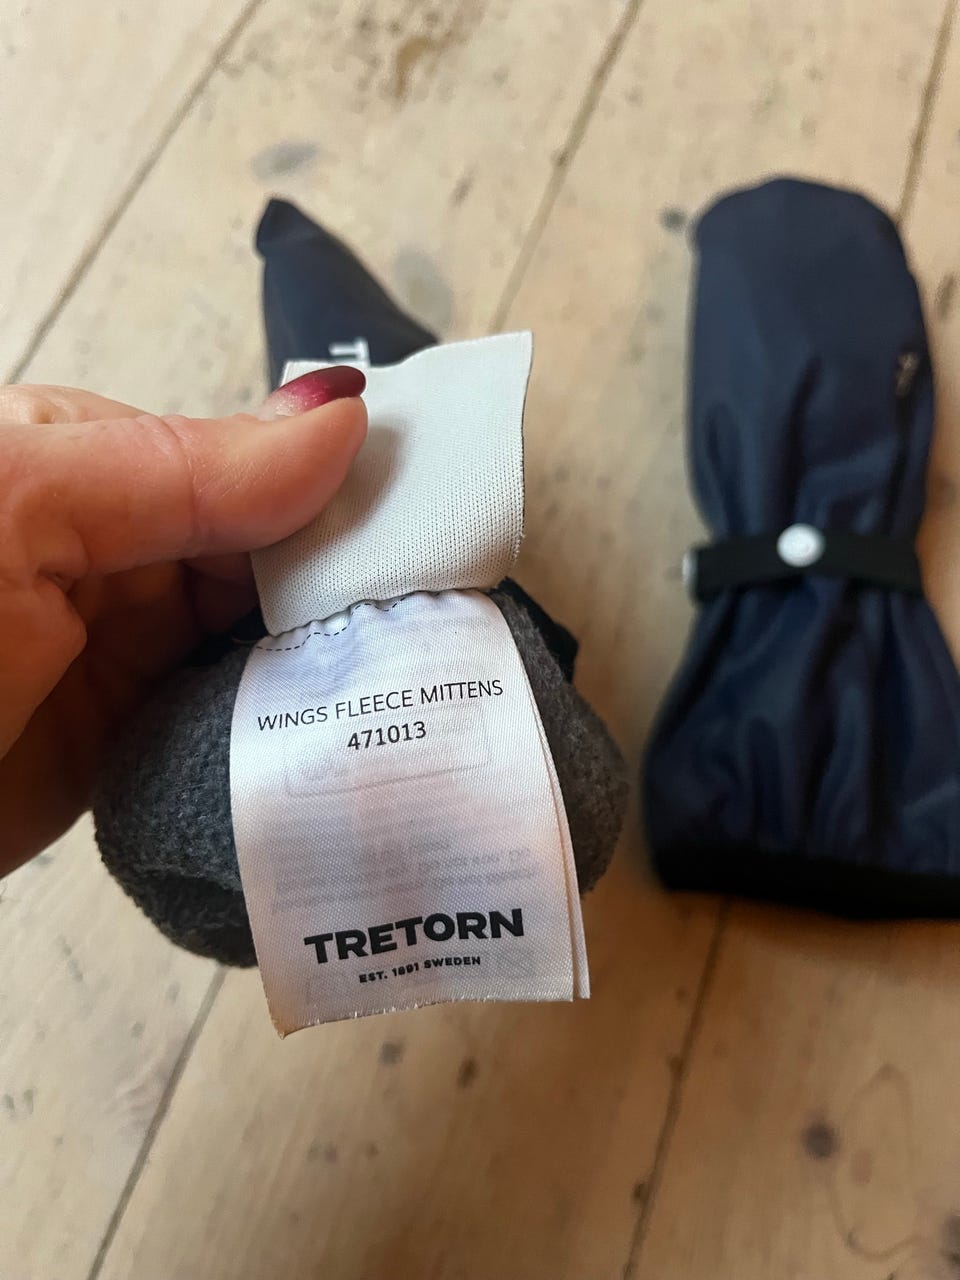 WINGS FLEECE MITTENS
471013
TRETORN
EST. 1891 SWEDEN